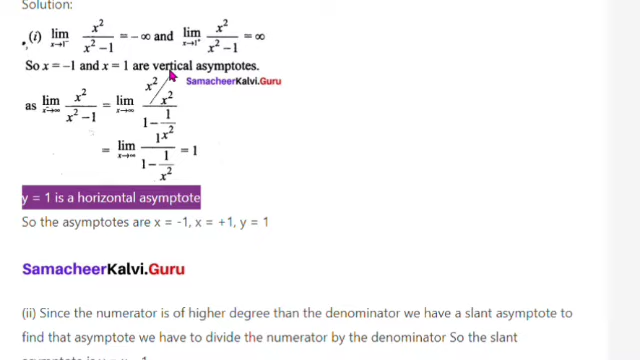 Solution:
(i) lim x→1⁻ x²/(x² – 1) = – ∞ and lim x→1⁺ x²/(x² – 1) = ∞
So x = –1 and x = 1 are vertical asymptotes.
SamacheerKalvi.Guru
as lim x→∞ x²/(x² – 1) = lim x→∞ x²/x² / 1 – 1
= lim x→∞ 1x² / 1 – 1/x² = 1
y = 1 is a horizontal asymptote
So the asymptotes are x = -1, x = +1, y = 1
SamacheerKalvi.Guru
(ii) Since the numerator is of higher degree than the denominator we have a slant asymptote to
find that asymptote we have to divide the numerator by the denominator So the slant